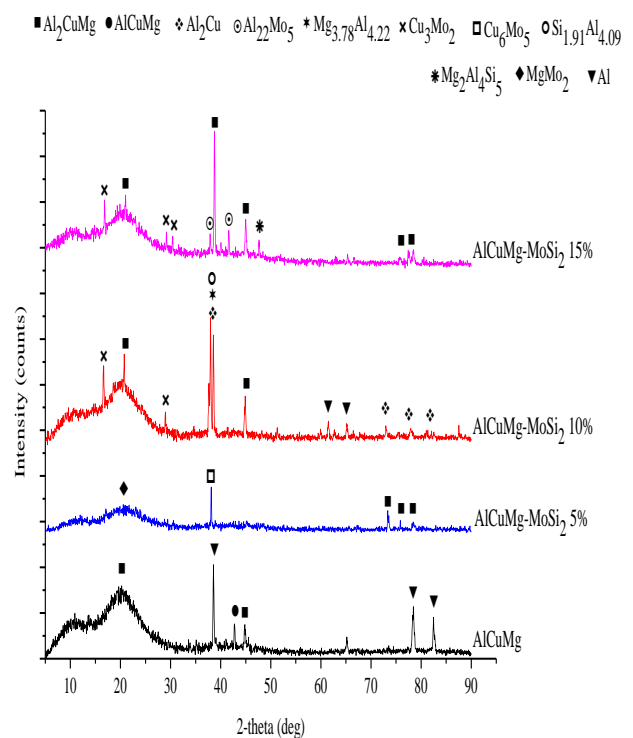 ■ Al₂CuMg ● AlCuMg ❖ Al₂Cu ⊙ Al₂₂Mo₅ ✶ Mg₃.₇₈Al₄.₂₂ × Cu₃Mo₂ □ Cu₆Mo₅ ○ Si₁.₉₁Al₄.₀₉
✷ Mg₂Al₄Si₅ ◆ MgMo₂ ▼ Al
AlCuMg-MoSi₂ 15%
AlCuMg-MoSi₂ 10%
AlCuMg-MoSi₂ 5%
AlCuMg
Intensity (counts)
10 20 30 40 50 60 70 80 90
2-theta (deg)